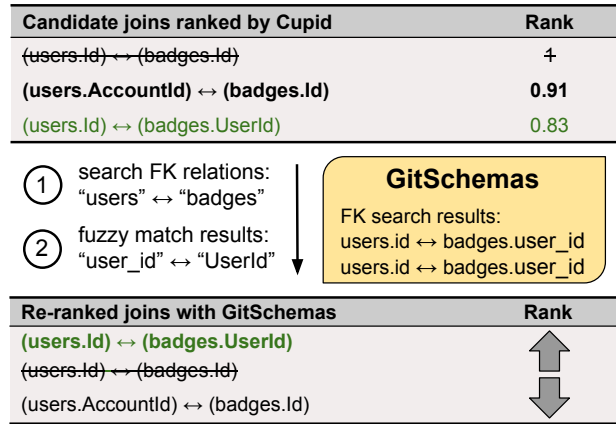 Candidate joins ranked by Cupid Rank
(users.Id) ↔ (badges.Id) 1
(users.AccountId) ↔ (badges.Id) 0.91
(users.Id) ↔ (badges.UserId) 0.83
1 search FK relations:
"users" ↔ "badges"
2 fuzzy match results:
"user_id" ↔ "UserId"
GitSchemas
FK search results:
users.id ↔ badges.user_id
users.id ↔ badges.user_id
Re-ranked joins with GitSchemas Rank
(users.Id) ↔ (badges.UserId)
(users.Id) ↔ (badges.Id)
(users.AccountId) ↔ (badges.Id)